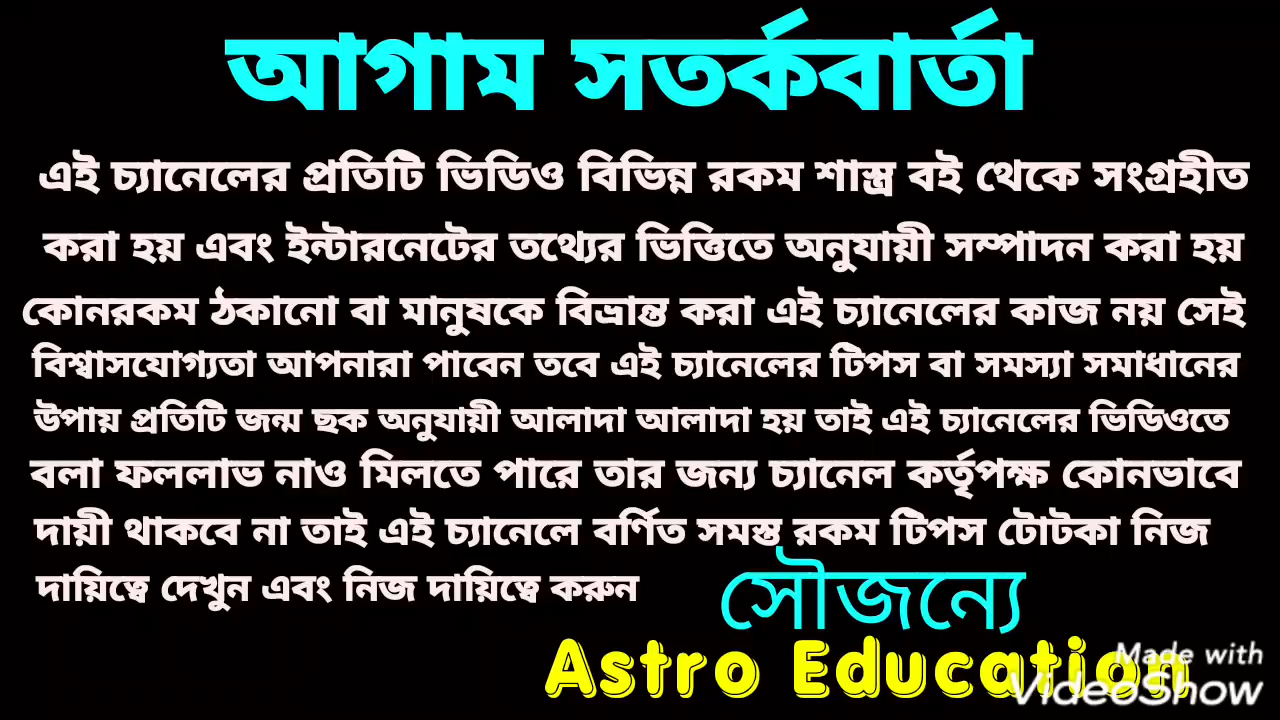 আগাম সতর্কবার্তা
এই চ্যানেলের প্রতিটি ভিডিও বিভিন্ন রকম শাস্ত্র বই থেকে সংগ্রহীত
করা হয় এবং ইন্টারনেটের তথ্যের ভিত্তিতে অনুযায়ী সম্পাদন করা হয়
কোনরকম ঠকানো বা মানুষকে বিভ্রান্ত করা এই চ্যানেলের কাজ নয় সেই
বিশ্বাসযোগ্যতা আপনারা পাবেন তবে এই চ্যানেলের টিপস বা সমস্যা সমাধানের
উপায় প্রতিটি জন্ম ছক অনুযায়ী আলাদা আলাদা হয় তাই এই চ্যানেলের ভিডিওতে
বলা ফললাভ নাও মিলতে পারে তার জন্য চ্যানেল কর্তৃপক্ষ কোনভাবে
দায়ী থাকবে না তাই এই চ্যানেলে বর্ণিত সমস্ত রকম টিপস টোটকা নিজ
দায়িত্বে দেখুন এবং নিজ দায়িত্বে করুন
সৌজন্যে
Astro Education
Made with
VideoShow